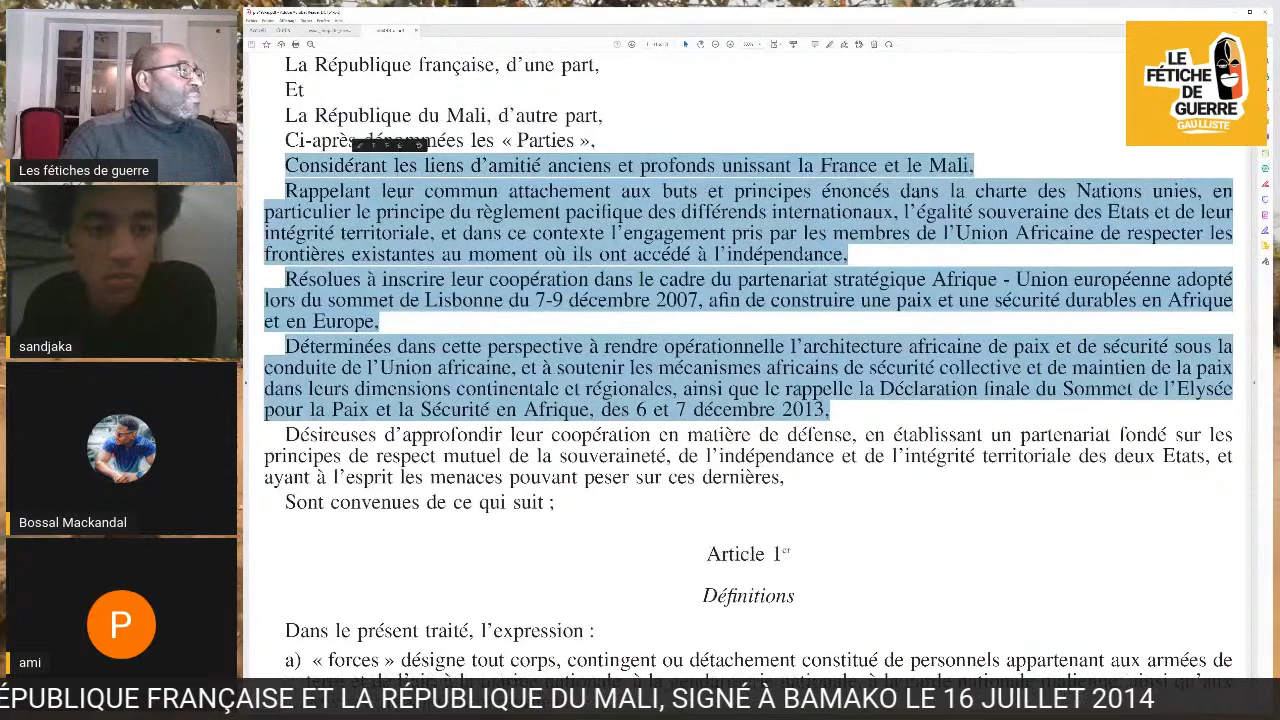 Les fétiches de guerre
sandjaka
Bossal Mackandal
P
ami
LE
FÉTICHE
DE
GUERRE
GAULLISTE
La République française, d’une part,
Et
La République du Mali, d’autre part,
Ci-après dénommées les « Parties »,
Considérant les liens d’amitié anciens et profonds unissant la France et le Mali,
Rappelant leur commun attachement aux buts et principes énoncés dans la charte des Nations unies, en
particulier le principe du règlement pacifique des différends internationaux, l’égalité souveraine des Etats et de leur
intégrité territoriale, et dans ce contexte l’engagement pris par les membres de l’Union Africaine de respecter les
frontières existantes au moment où ils ont accédé à l’indépendance,
Résolues à inscrire leur coopération dans le cadre du partenariat stratégique Afrique - Union européenne adopté
lors du sommet de Lisbonne du 7-9 décembre 2007, afin de construire une paix et une sécurité durables en Afrique
et en Europe,
Déterminées dans cette perspective à rendre opérationnelle l’architecture africaine de paix et de sécurité sous la
conduite de l’Union africaine, et à soutenir les mécanismes africains de sécurité collective et de maintien de la paix
dans leurs dimensions continentale et régionales, ainsi que le rappelle la Déclaration finale du Sommet de l’Elysée
pour la Paix et la Sécurité en Afrique, des 6 et 7 décembre 2013,
Désireuses d’approfondir leur coopération en matière de défense, en établissant un partenariat fondé sur les
principes de respect mutuel de la souveraineté, de l’indépendance et de l’intégrité territoriale des deux Etats, et
ayant à l’esprit les menaces pouvant peser sur ces dernières,
Sont convenues de ce qui suit ;
Article 1er
Définitions
Dans le présent traité, l’expression :
a) « forces » désigne tout corps, contingent ou détachement constitué de personnels appartenant aux armées de
ÉPUBLIQUE FRANÇAISE ET LA RÉPUBLIQUE DU MALI, SIGNÉ À BAMAKO LE 16 JUILLET 2014